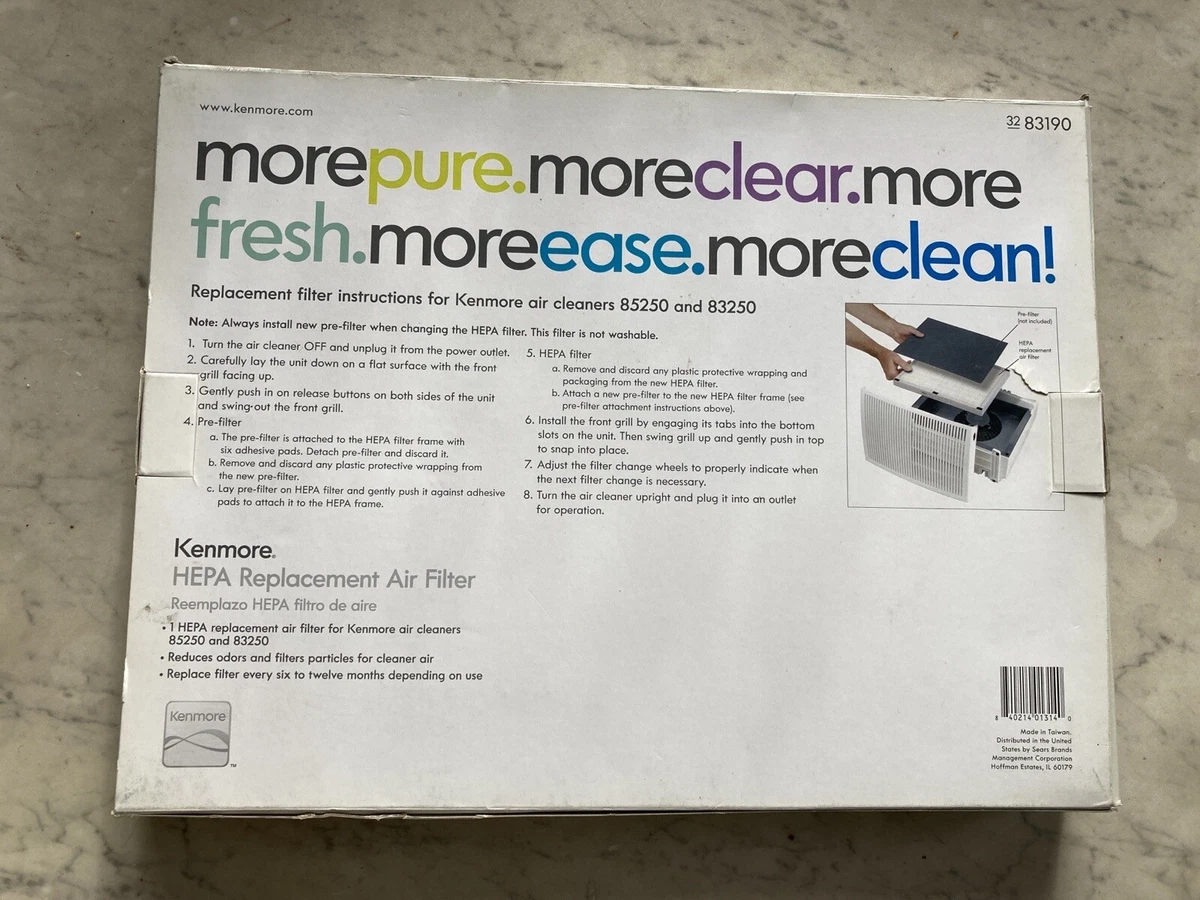 www.kenmore.com
32 83190
morepure.moreclear.more
fresh.moreease.moreclean!
Replacement filter instructions for Kenmore air cleaners 85250 and 83250
Note: Always install new pre-filter when changing the HEPA filter. This filter is not washable.
1. Turn the air cleaner OFF and unplug it from the power outlet.
2. Carefully lay the unit down on a flat surface with the front
grill facing up.
3. Gently push in on release buttons on both sides of the unit
and swing-out the front grill.
4. Pre-filter
a. The pre-filter is attached to the HEPA filter frame with
six adhesive pads. Detach pre-filter and discard it.
b. Remove and discard any plastic protective wrapping from
the new pre-filter.
c. Lay pre-filter on HEPA filter and gently push it against adhesive
pads to attach it to the HEPA frame.
5. HEPA filter
a. Remove and discard any plastic protective wrapping and
packaging from the new HEPA filter.
b. Attach a new pre-filter to the new HEPA filter frame (see
pre-filter attachment instructions above).
6. Install the front grill by engaging its tabs into the bottom
slots on the unit. Then swing grill up and gently push in top
to snap into place.
7. Adjust the filter change wheels to properly indicate when
the next filter change is necessary.
8. Turn the air cleaner upright and plug it into an outlet
for operation.
Pre-filter
(not included)
HEPA
replacement
air filter
Kenmore®
HEPA Replacement Air Filter
Reemplazo HEPA filtro de aire
• 1 HEPA replacement air filter for Kenmore air cleaners
85250 and 83250
• Reduces odors and filters particles for cleaner air
• Replace filter every six to twelve months depending on use
Kenmore
TM
8 40214 01314 0
Made in Taiwan.
Distributed in the United
States by Sears Brands
Management Corporation
Hoffman Estates, IL 60179